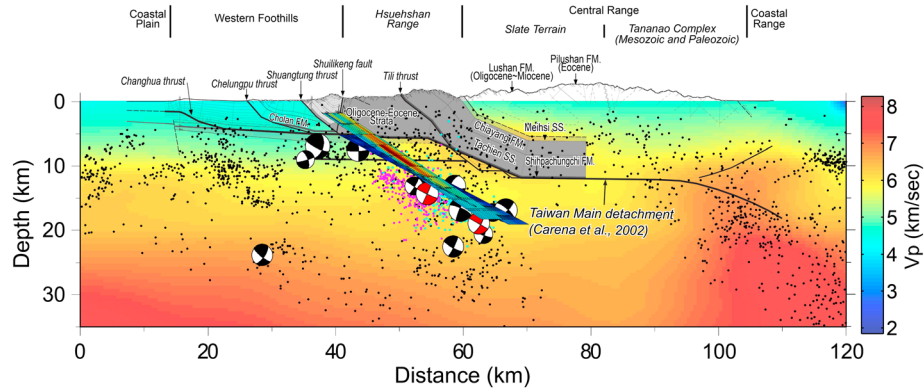 Coastal
Plain
Western Foothills
Hsuehshan
Range
Central Range
Slate Terrain
Tananao Complex
(Mesozoic and Paleozoic)
Coastal
Range
Changhua thrust
Chelungpu thrust
Shuangtung thrust
Shuilikeng fault
Tili thrust
Lushan FM.
(Oligocene~Miocene)
Pilushan FM.
(Eocene)
Cholan FM.
Oligocene-Eocene
Strata
Chiayang FM.
Tachien SS.
Meihsi SS.
Shihpachungchi FM.
Taiwan Main detachment
(Carena et al., 2002)
Depth (km)
0
10
20
30
0
20
40
60
80
100
120
Distance (km)
8
7
6
5
4
3
2
Vp (km/sec)